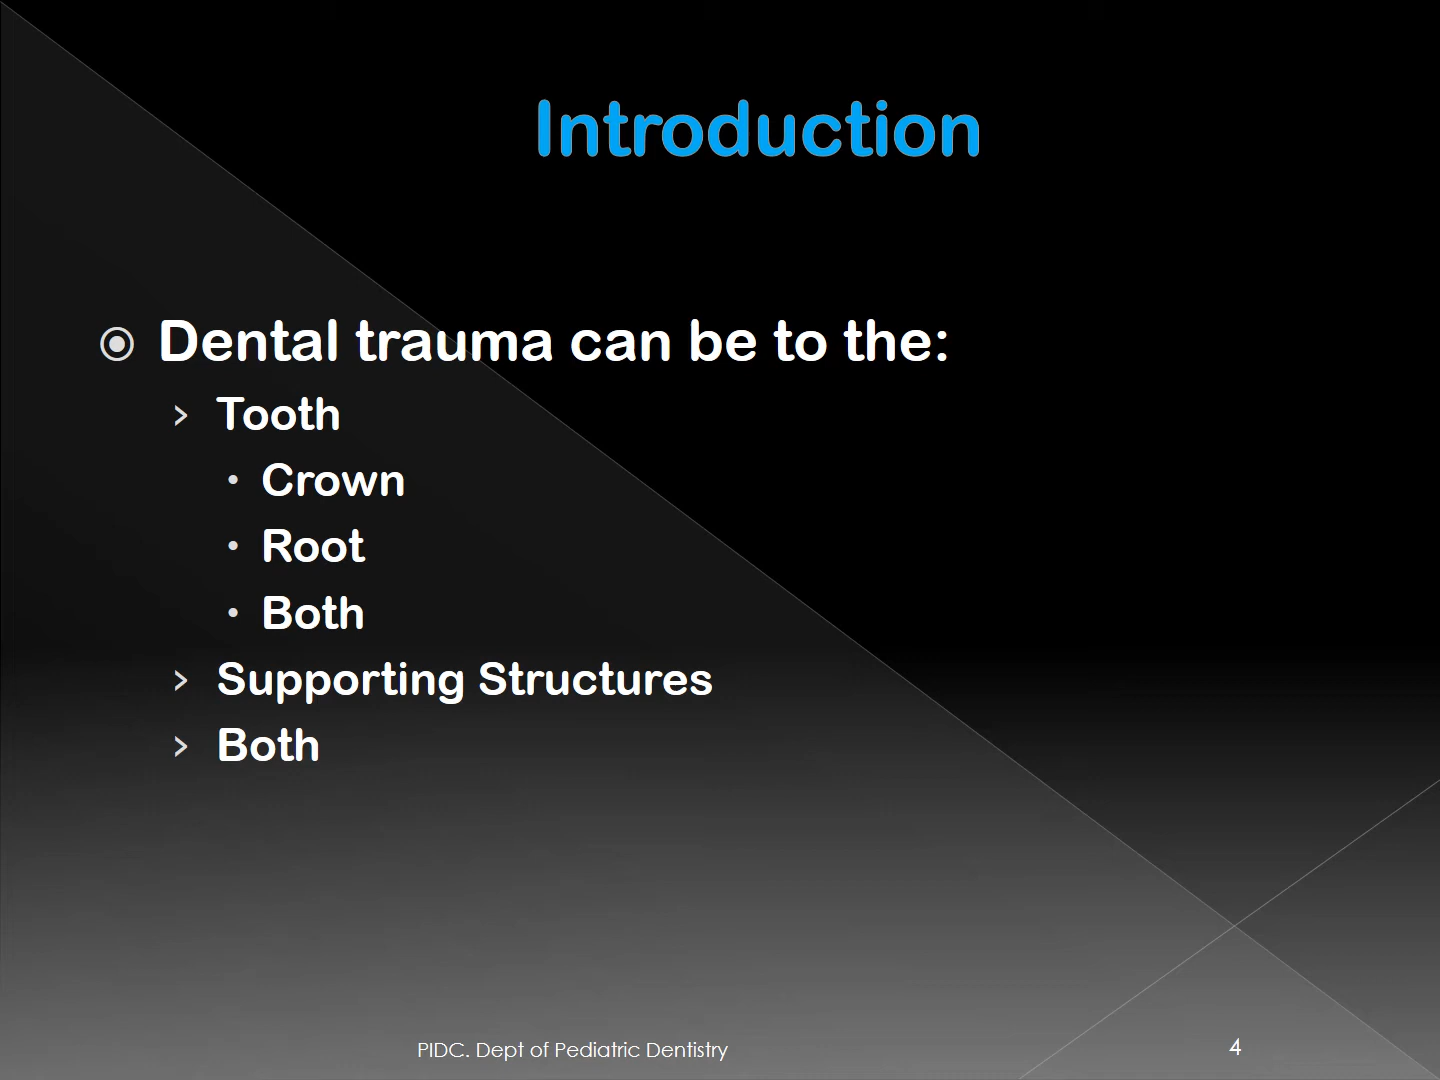 Introduction
Dental trauma can be to the:
Tooth
Crown
Root
Both
Supporting Structures
Both
PIDC. Dept of Pediatric Dentistry
4